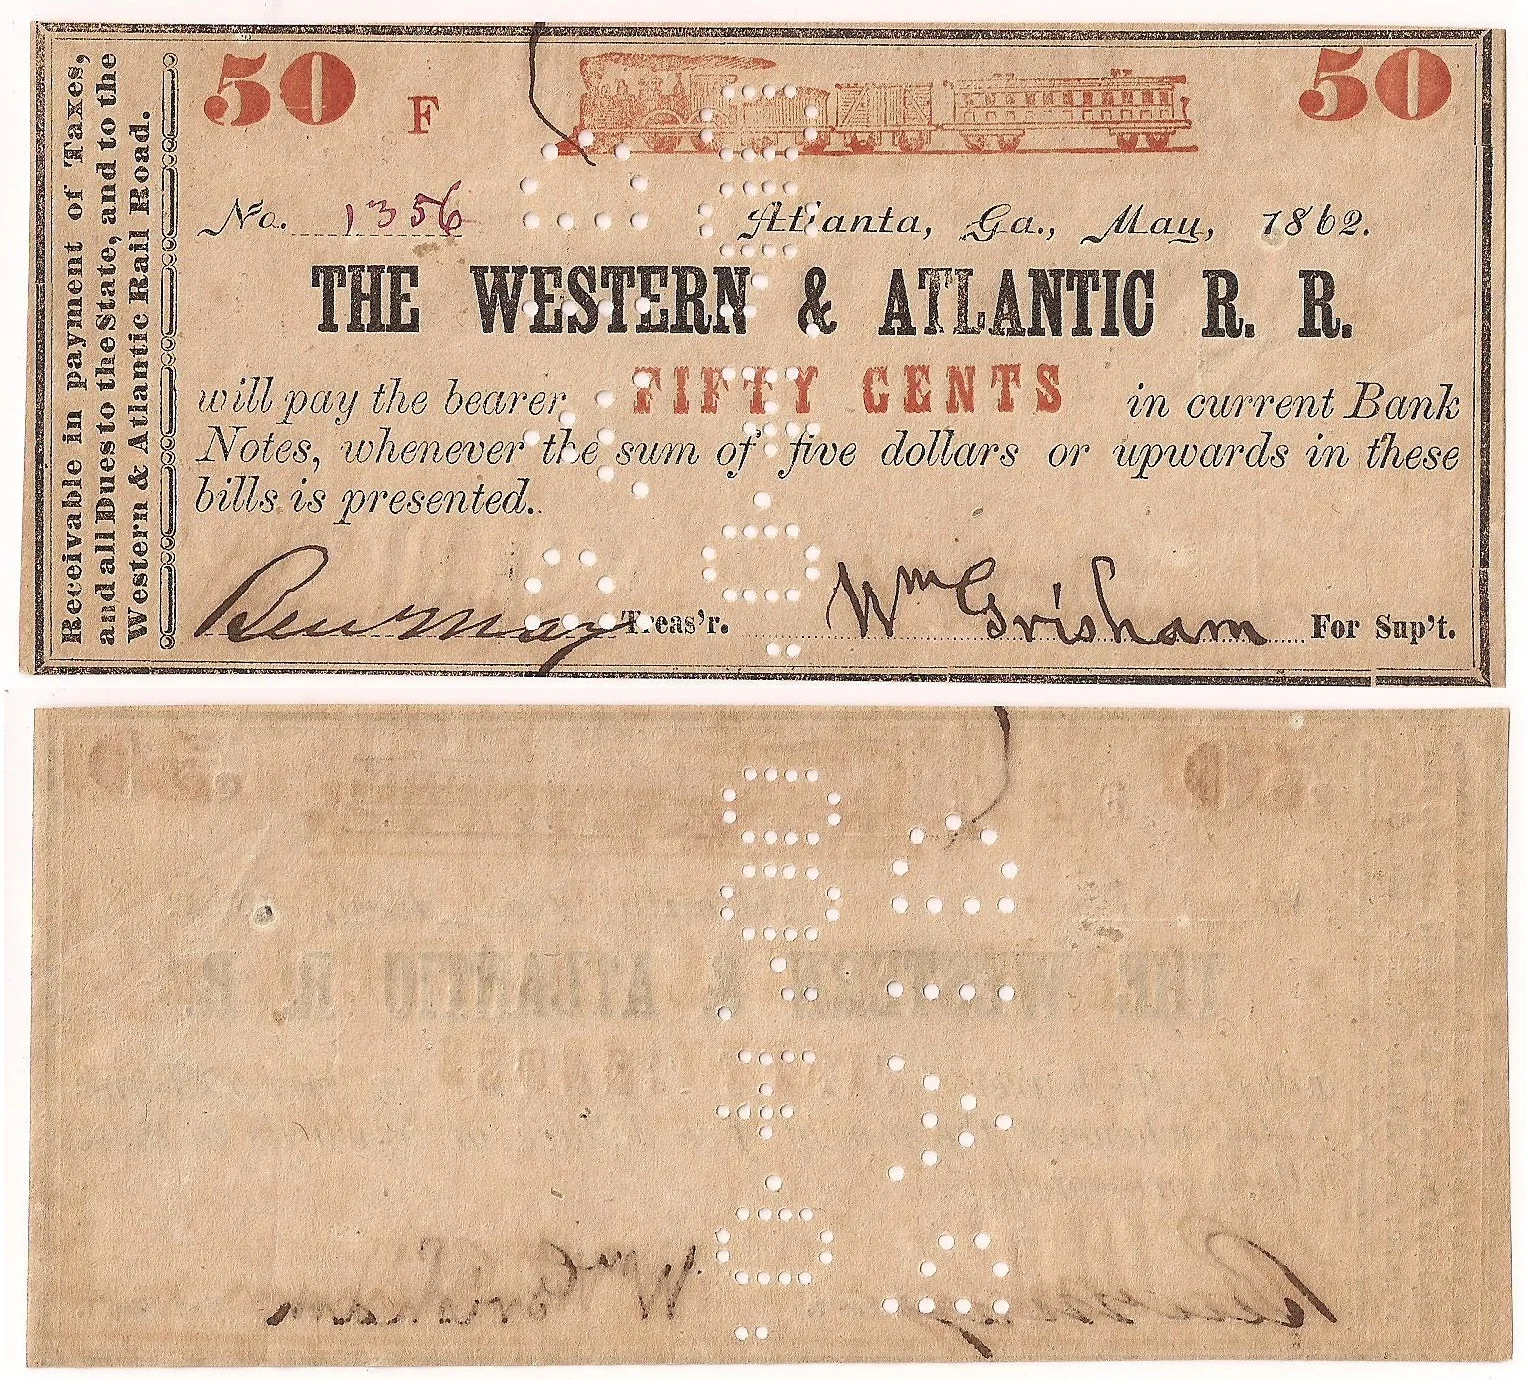 Receivable in payment of Taxes,
and all Dues to the State, and to the
Western & Atlantic Rail Road.
50 F 50
No. 1356 Atlanta, Ga., May, 1862.
THE WESTERN & ATLANTIC R. R.
will pay the bearer FIFTY CENTS in current Bank
Notes, whenever the sum of five dollars or upwards in these
bills is presented.
Ben May Treas'r. Wm Grisham For Sup't.